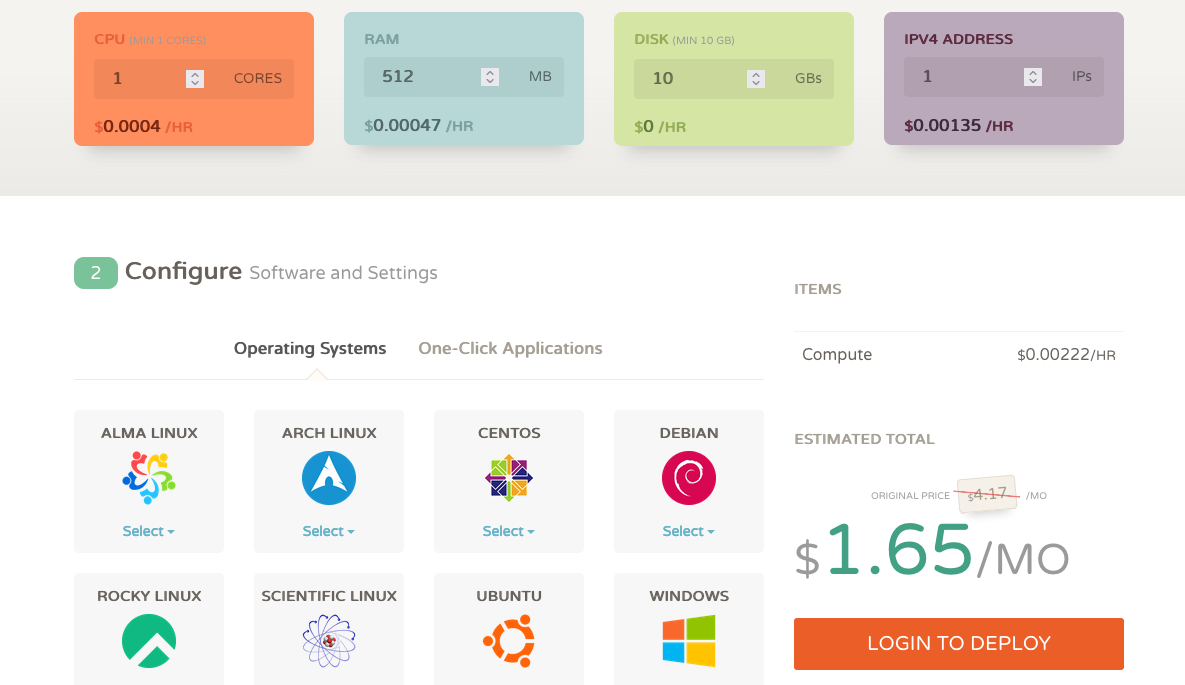 CPU (MIN 1 CORES)
1 CORES
$0.0004 /HR
RAM
512 MB
$0.00047 /HR
DISK (MIN 10 GB)
10 GBs
$0 /HR
IPV4 ADDRESS
1 IPs
$0.00135 /HR
2 Configure Software and Settings
Operating Systems One-Click Applications
ALMA LINUX
Select
ARCH LINUX
Select
CENTOS
Select
DEBIAN
Select
ROCKY LINUX
SCIENTIFIC LINUX
UBUNTU
WINDOWS
ITEMS
Compute $0.00222/HR
ESTIMATED TOTAL
ORIGINAL PRICE $4.17 /MO
$1.65/MO
LOGIN TO DEPLOY